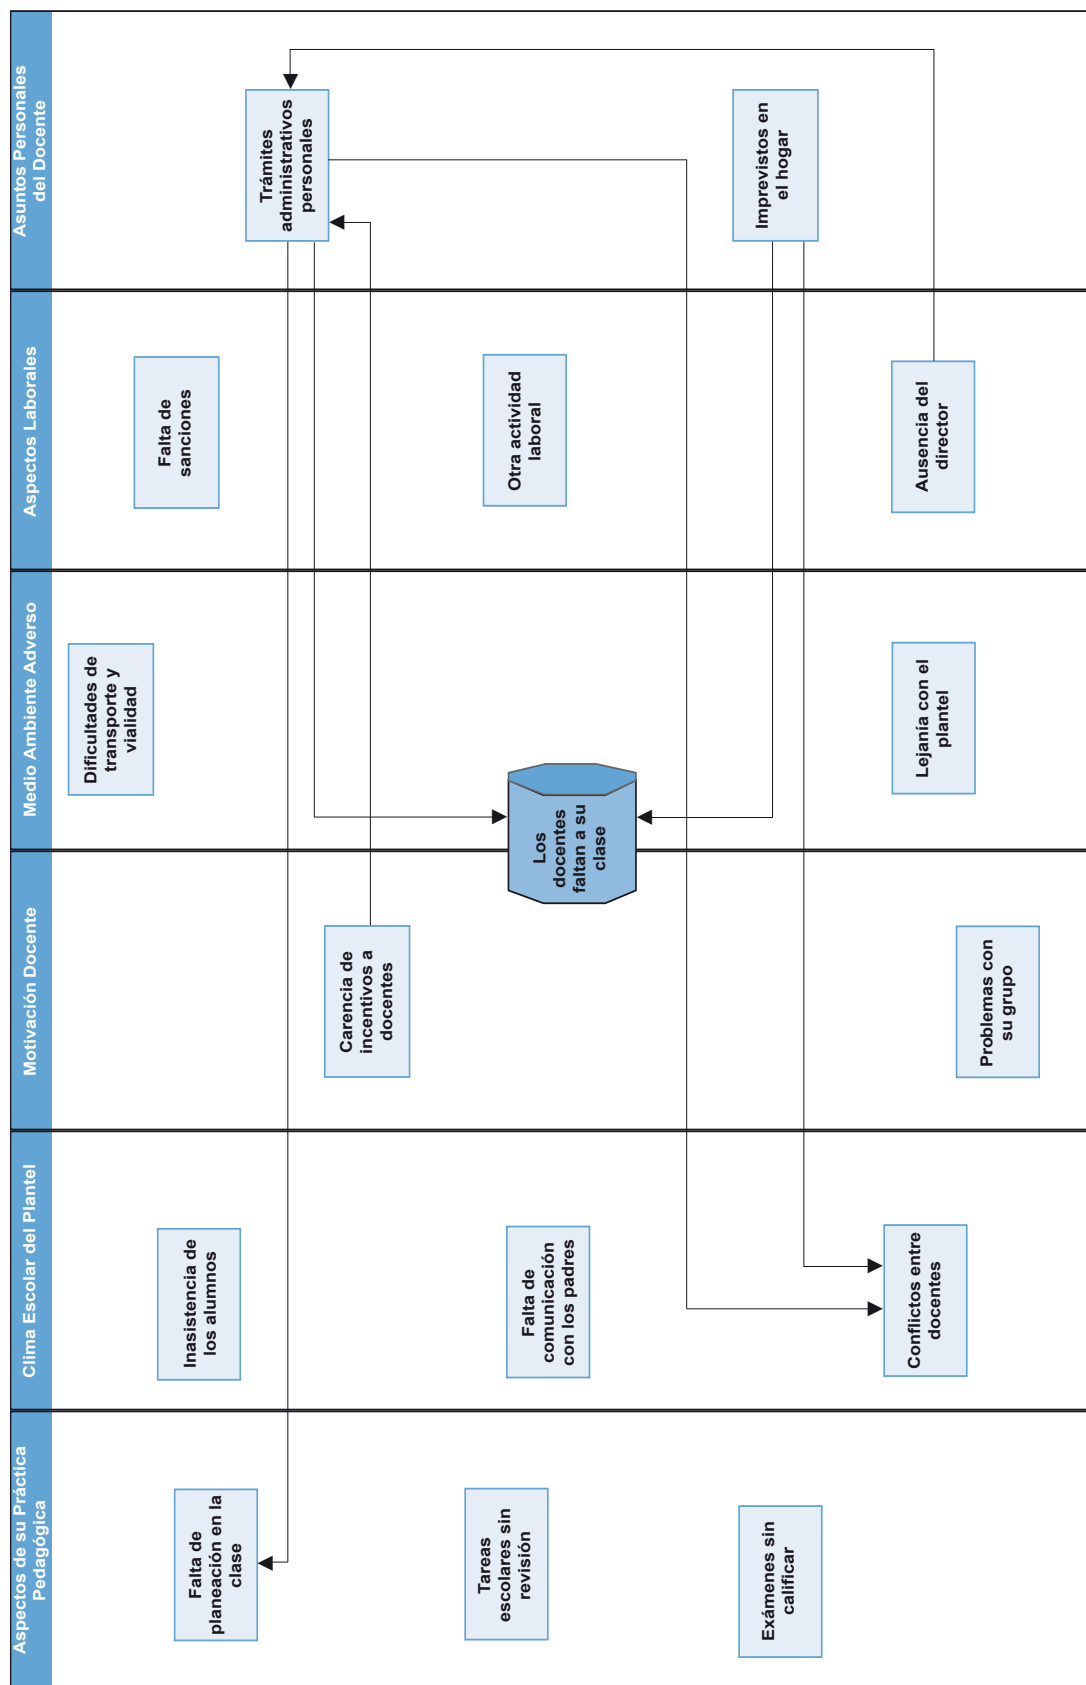 Aspectos de su Práctica
Pedagógica
Clima Escolar del Plantel
Motivación Docente
Medio Ambiente Adverso
Aspectos Laborales
Asuntos Personales
del Docente
Falta de
planeación en la
clase
Tareas
escolares sin
revisión
Exámenes sin
calificar
Inasistencia de
los alumnos
Falta de
comunicación
con los padres
Conflictos entre
docentes
Carencia de
incentivos a
docentes
Problemas con
su grupo
Los
docentes
faltan a su
clase
Dificultades de
transporte y
vialidad
Lejanía con el
plantel
Falta de
sanciones
Otra actividad
laboral
Ausencia del
director
Trámites
administrativos
personales
Imprevistos en
el hogar